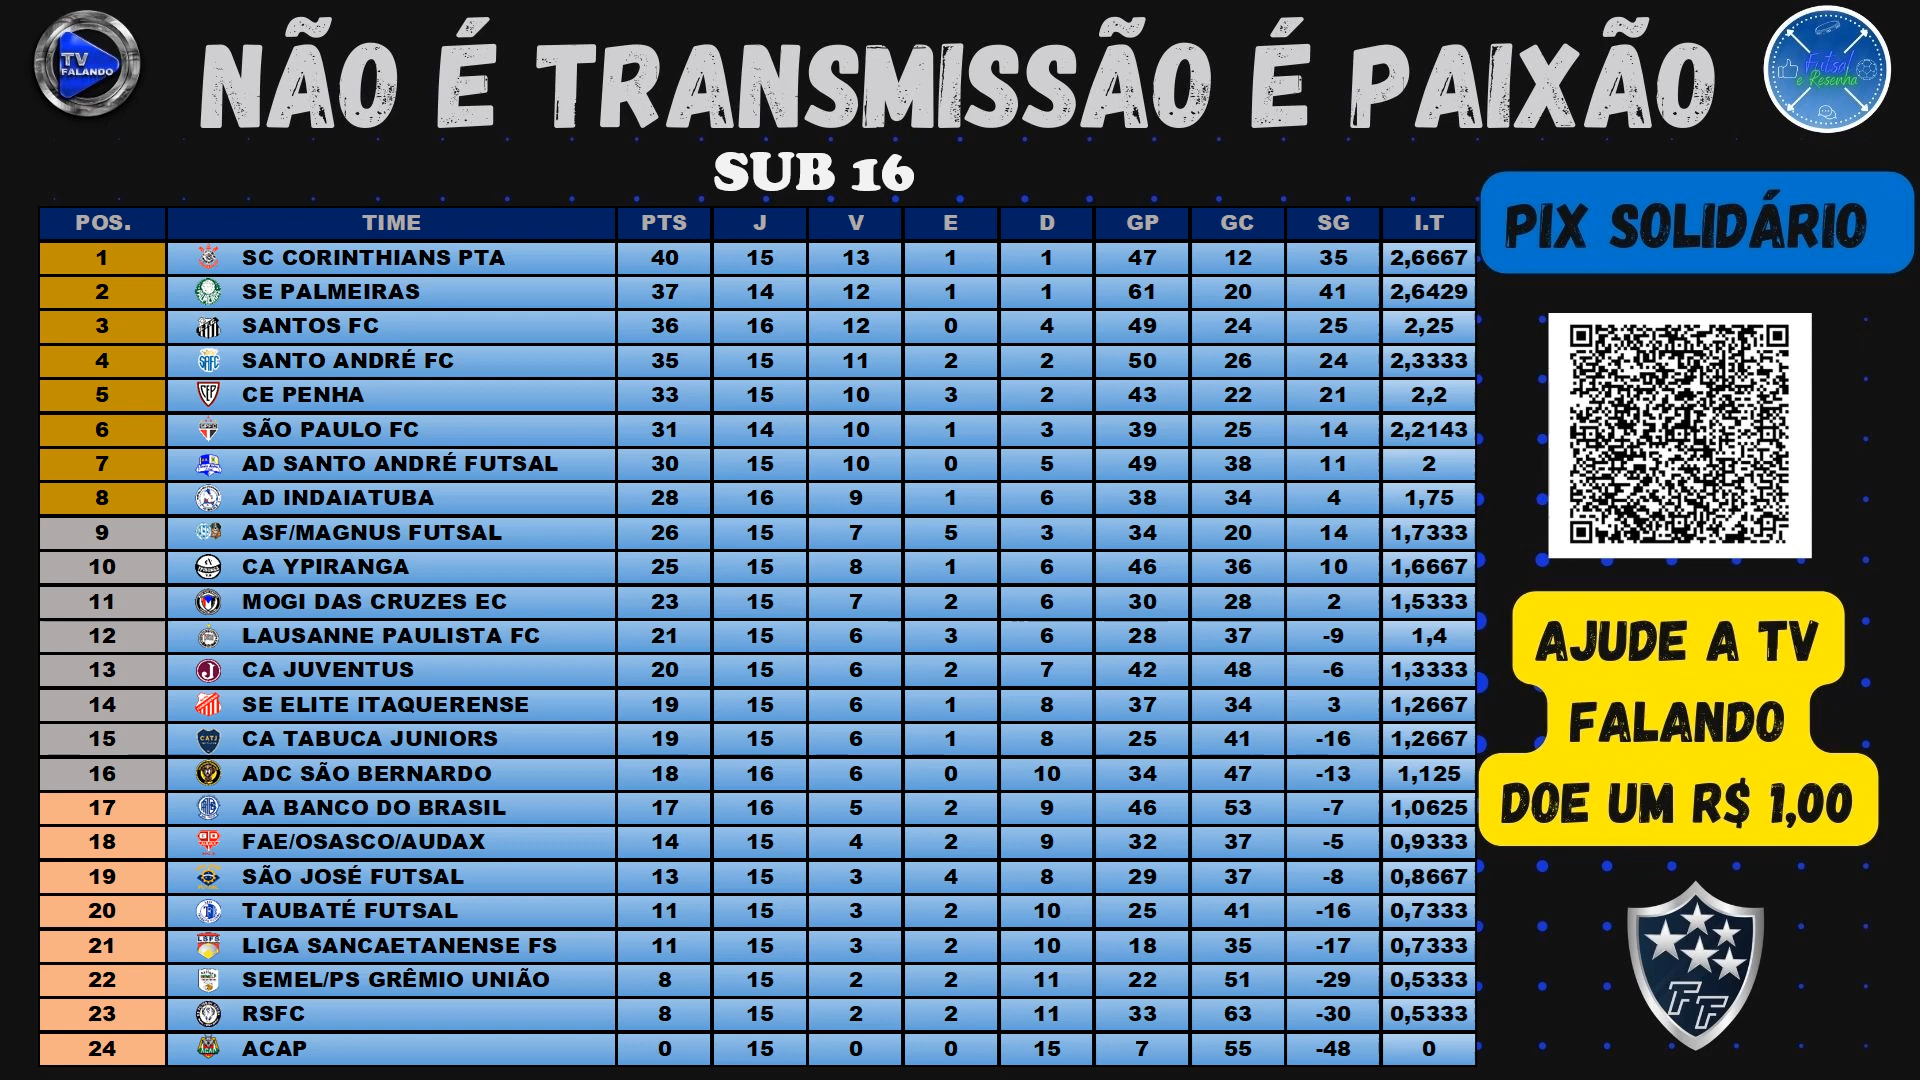 TV
FALANDO
NÃO É TRANSMISSÃO É PAIXÃO
Futsal
e Resenha
SUB 16
POS. TIME PTS J V E D GP GC SG I.T
1 SC CORINTHIANS PTA 40 15 13 1 1 47 12 35 2,6667
2 SE PALMEIRAS 37 14 12 1 1 61 20 41 2,6429
3 SANTOS FC 36 16 12 0 4 49 24 25 2,25
4 SANTO ANDRÉ FC 35 15 11 2 2 50 26 24 2,3333
5 CE PENHA 33 15 10 3 2 43 22 21 2,2
6 SÃO PAULO FC 31 14 10 1 3 39 25 14 2,2143
7 AD SANTO ANDRÉ FUTSAL 30 15 10 0 5 49 38 11 2
8 AD INDAIATUBA 28 16 9 1 6 38 34 4 1,75
9 ASF/MAGNUS FUTSAL 26 15 7 5 3 34 20 14 1,7333
10 CA YPIRANGA 25 15 8 1 6 46 36 10 1,6667
11 MOGI DAS CRUZES EC 23 15 7 2 6 30 28 2 1,5333
12 LAUSANNE PAULISTA FC 21 15 6 3 6 28 37 -9 1,4
13 CA JUVENTUS 20 15 6 2 7 42 48 -6 1,3333
14 SE ELITE ITAQUERENSE 19 15 6 1 8 37 34 3 1,2667
15 CA TABUCA JUNIORS 19 15 6 1 8 25 41 -16 1,2667
16 ADC SÃO BERNARDO 18 16 6 0 10 34 47 -13 1,125
17 AA BANCO DO BRASIL 17 16 5 2 9 46 53 -7 1,0625
18 FAE/OSASCO/AUDAX 14 15 4 2 9 32 37 -5 0,9333
19 SÃO JOSÉ FUTSAL 13 15 3 4 8 29 37 -8 0,8667
20 TAUBATÉ FUTSAL 11 15 3 2 10 25 41 -16 0,7333
21 LIGA SANCAETANENSE FS 11 15 3 2 10 18 35 -17 0,7333
22 SEMEL/PS GRÊMIO UNIÃO 8 15 2 2 11 22 51 -29 0,5333
23 RSFC 8 15 2 2 11 33 63 -30 0,5333
24 ACAP 0 15 0 0 15 7 55 -48 0
PIX SOLIDÁRIO
AJUDE A TV
FALANDO
DOE UM R$ 1,00
FF